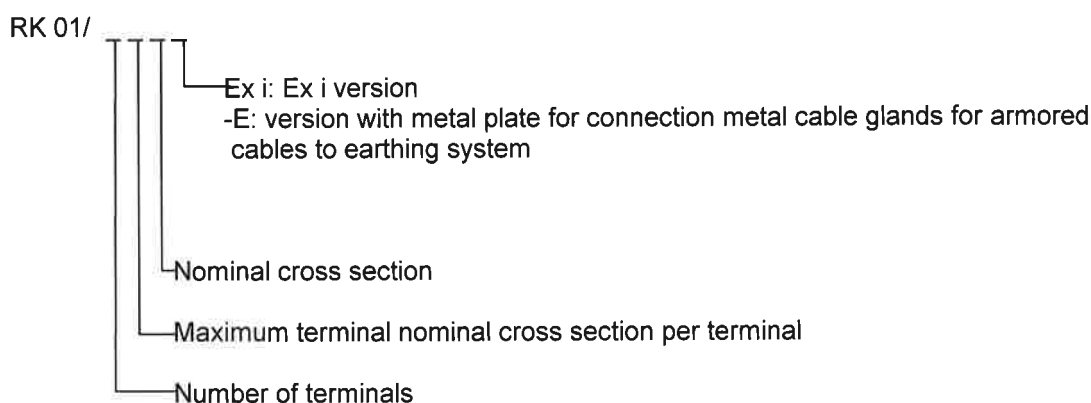 RK 01/
Ex i: Ex i version
-E: version with metal plate for connection metal cable glands for armored
cables to earthing system
Nominal cross section
Maximum terminal nominal cross section per terminal
Number of terminals